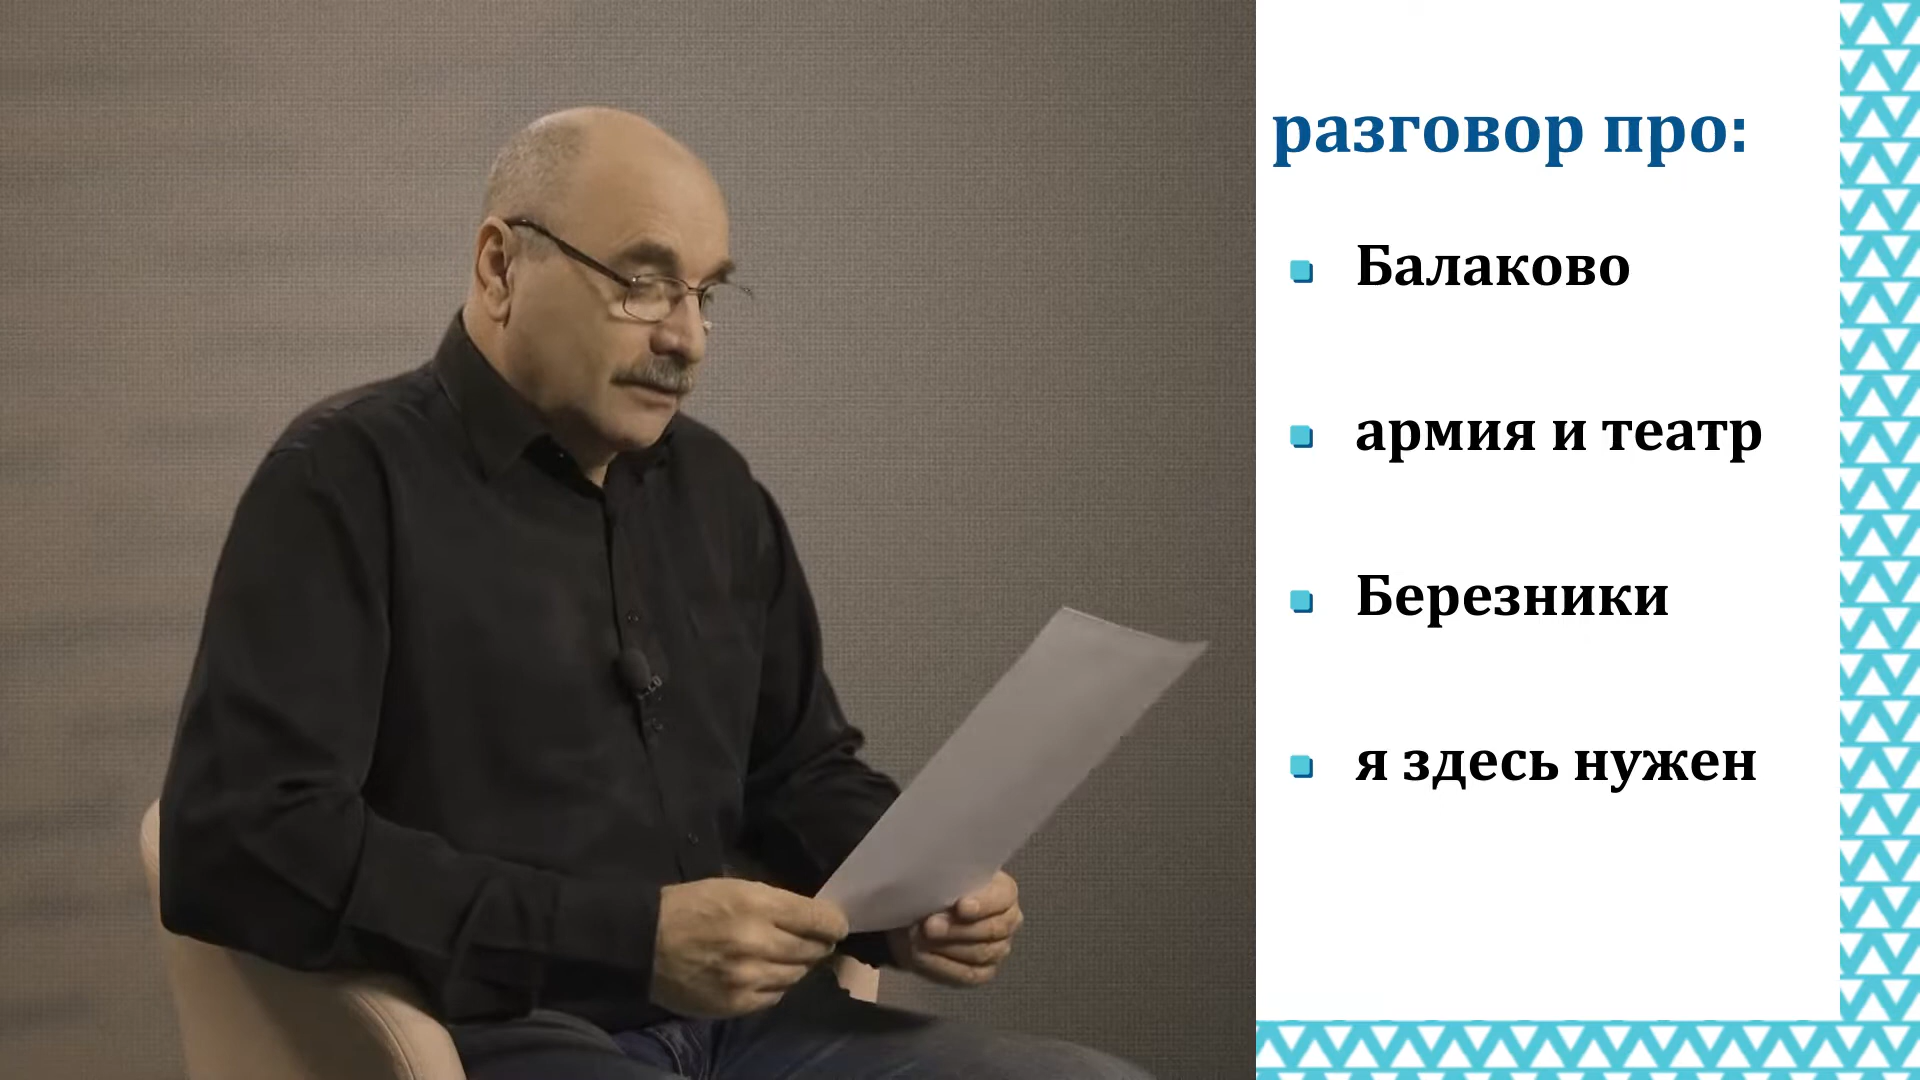 разговор про:
Балаково
армия и театр
Березники
я здесь нужен